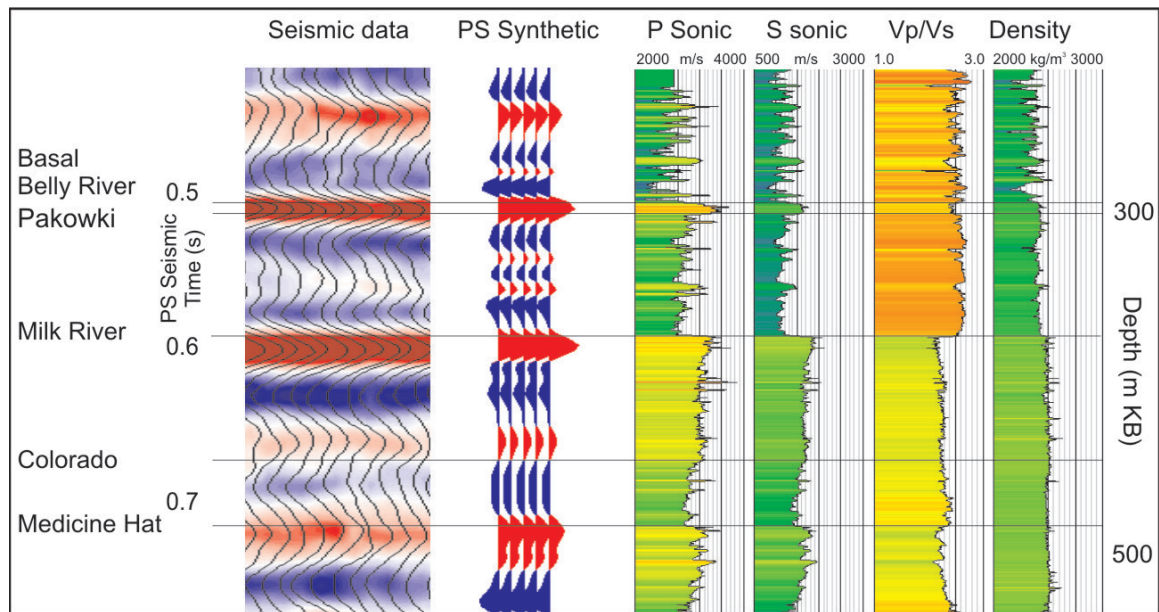 Seismic data
PS Synthetic
P Sonic
S sonic
Vp/Vs
Density
2000 m/s 4000
500 m/s 3000
1.0 3.0
2000 kg/m³ 3000
Basal
Belly River
Pakowki
Milk River
Colorado
Medicine Hat
0.5
0.6
0.7
PS Seismic
Time (s)
300
500
Depth (m KB)